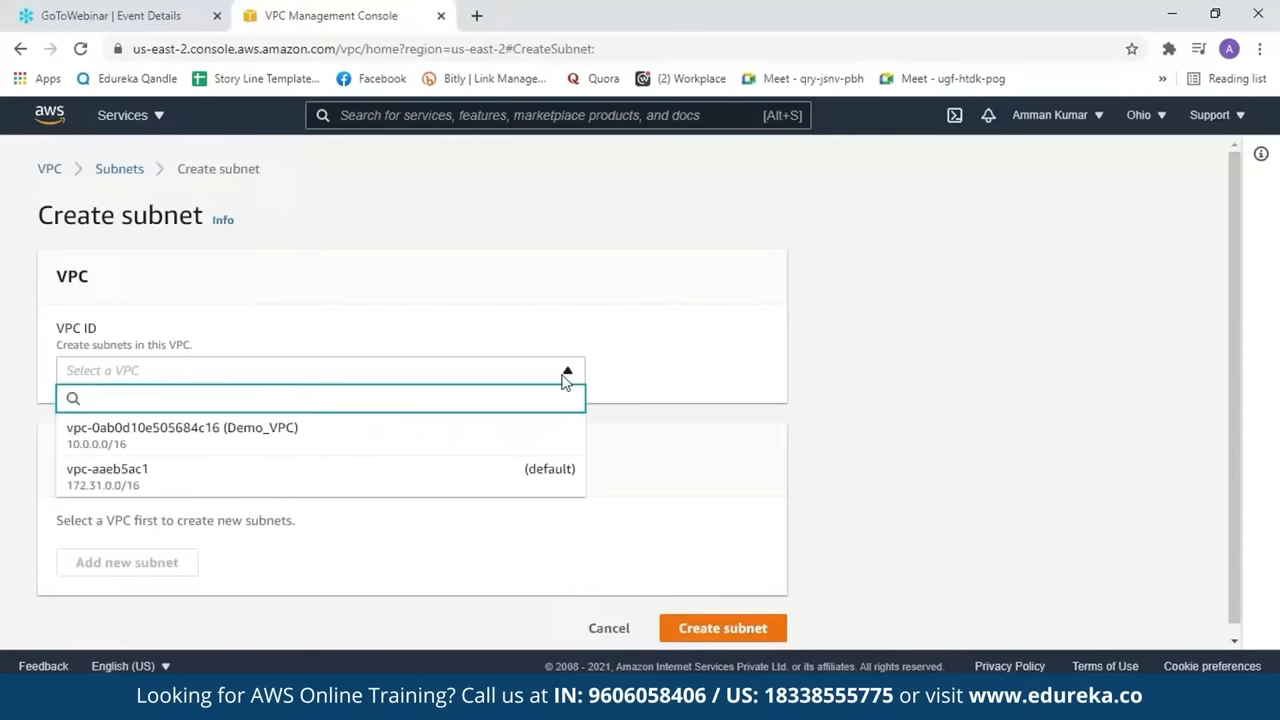 GoToWebinar | Event Details
VPC Management Console
us-east-2.console.aws.amazon.com/vpc/home?region=us-east-2#CreateSubnet:
A
Apps
Edureka Qandle
Story Line Template...
Facebook
Bitly | Link Manage...
Quora
(2) Workplace
Meet - qry-jsnv-pbh
Meet - ugf-htdk-pog
»
Reading list
aws
Services
Search for services, features, marketplace products, and docs
[Alt+S]
Amman Kumar
Ohio
Support
VPC > Subnets > Create subnet
Create subnet Info
VPC
VPC ID
Create subnets in this VPC.
Select a VPC
vpc-0ab0d10e505684c16 (Demo_VPC)
10.0.0.0/16
vpc-aaeb5ac1 (default)
172.31.0.0/16
Select a VPC first to create new subnets.
Add new subnet
Cancel
Create subnet
Feedback
English (US)
© 2008 - 2021, Amazon Internet Services Private Ltd. or its affiliates. All rights reserved.
Privacy Policy
Terms of Use
Cookie preferences
Looking for AWS Online Training? Call us at IN: 9606058406 / US: 18338555775 or visit www.edureka.co